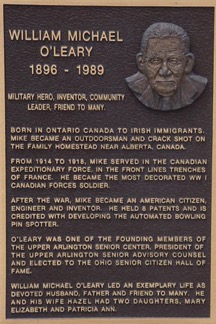 WILLIAM MICHAEL
O'LEARY
1896 - 1989
MILITARY HERO, INVENTOR, COMMUNITY
LEADER, FRIEND TO MANY.
BORN IN ONTARIO CANADA TO IRISH IMMIGRANTS.
MIKE BECAME AN OUTDOORSMAN AND CRACK SHOT ON
THE FAMILY HOMESTEAD NEAR ALBERTA, CANADA.
FROM 1914 TO 1918, MIKE SERVED IN THE CANADIAN
EXPEDITIONARY FORCE, IN THE FRONT LINES TRENCHES
OF FRANCE. HE BECAME THE MOST DECORATED WW I
CANADIAN FORCES SOLDIER.
AFTER THE WAR, MIKE BECAME AN AMERICAN CITIZEN,
ENGINEER AND INVENTOR. HE HELD 8 PATENTS AND IS
CREDITED WITH DEVELOPING THE AUTOMATED BOWLING
PIN SPOTTER.
O'LEARY WAS ONE OF THE FOUNDING MEMBERS OF
THE UPPER ARLINGTON SENIOR CENTER, PRESIDENT OF
THE UPPER ARLINGTON SENIOR ADVISORY COUNSEL
AND ELECTED TO THE OHIO SENIOR CITIZEN HALL OF
FAME.
WILLIAM MICHAEL O'LEARY LED AN EXEMPLARY LIFE AS
DEVOTED HUSBAND, FATHER AND FRIEND TO MANY. HE
AND HIS WIFE HAZEL HAD TWO DAUGHTERS, MARY
ELIZABETH AND PATRICIA ANN.